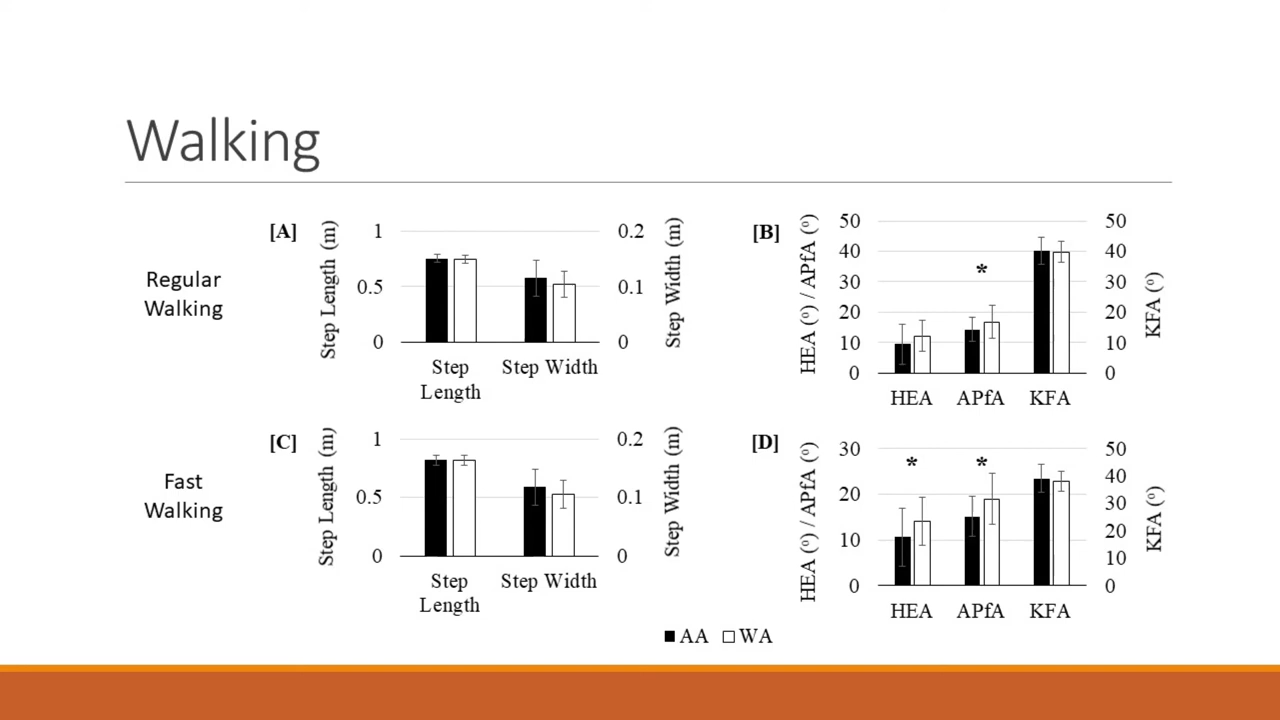 Walking
Regular
Walking
[A]
Step Length (m)
1
0.5
0
0.2
0.1
0
Step Width (m)
Step
Length
Step Width
[B]
HEA (°) / APfA (°)
50
40
30
20
10
0
*
50
40
30
20
10
0
KFA (°)
HEA
APfA
KFA
Fast
Walking
[C]
Step Length (m)
1
0.5
0
0.2
0.1
0
Step Width (m)
Step
Length
Step Width
[D]
HEA (°) / APfA (°)
30
20
10
0
* *
50
40
30
20
10
0
KFA (°)
HEA
APfA
KFA
AA WA